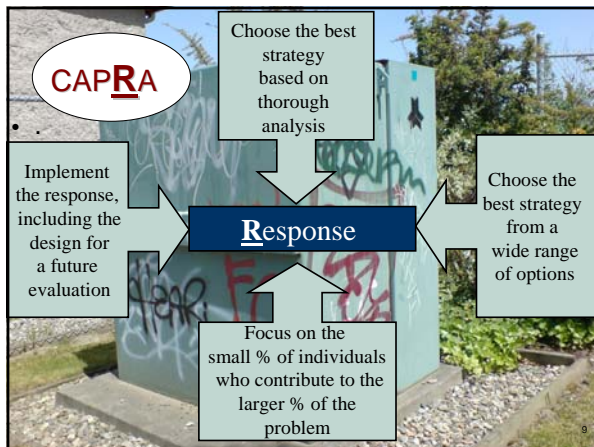 CAPRA
Choose the best
strategy
based on
thorough
analysis
Implement
the response,
including the
design for
a future
evaluation
Response
Choose the
best strategy
from a
wide range
of options
Focus on the
small % of individuals
who contribute to the
larger % of the
problem
9